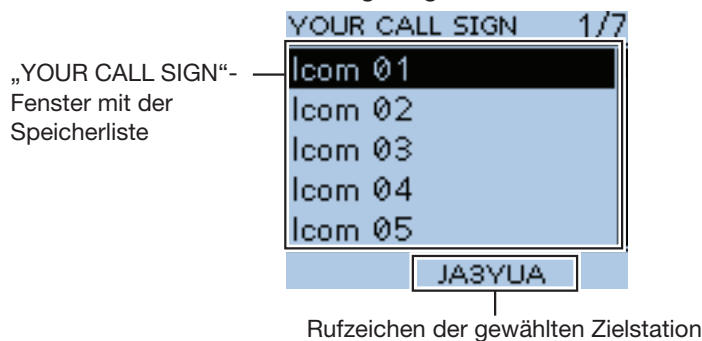 YOUR CALL SIGN 1/7
„YOUR CALL SIGN“-
Fenster mit der
Speicherliste
Icom 01
Icom 02
Icom 03
Icom 04
Icom 05
JA3YUA
Rufzeichen der gewählten Zielstation